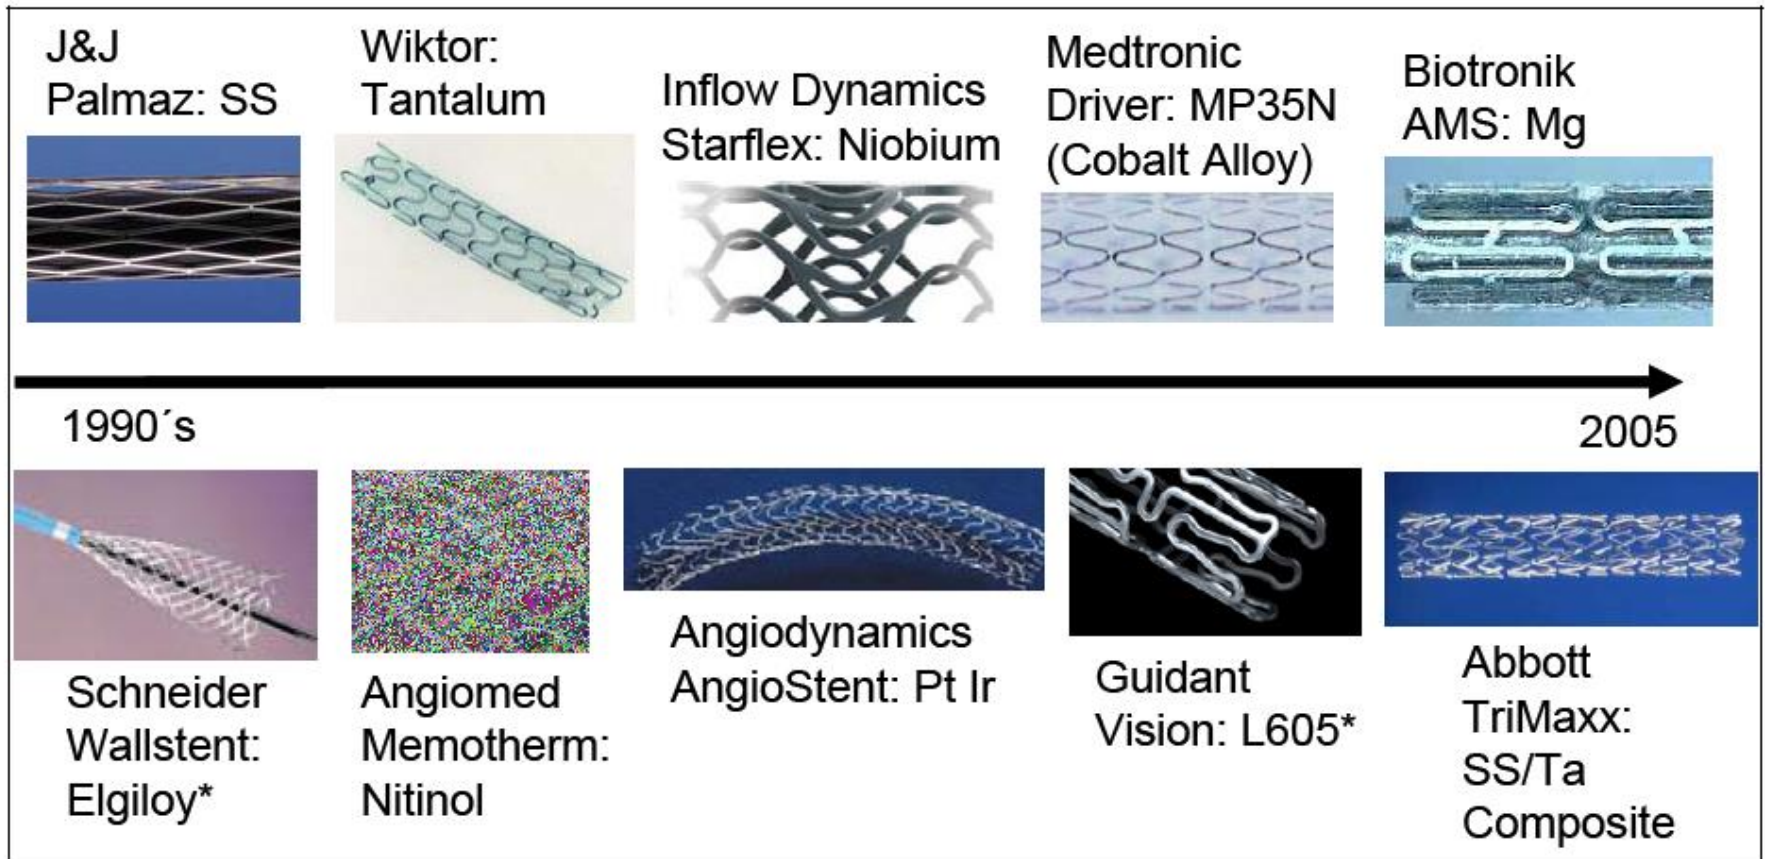 J&J
Palmaz: SS
Wiktor:
Tantalum
Inflow Dynamics
Starflex: Niobium
Medtronic
Driver: MP35N
(Cobalt Alloy)
Biotronik
AMS: Mg
1990´s
2005
Schneider
Wallstent:
Elgiloy*
Angiomed
Memotherm:
Nitinol
Angiodynamics
AngioStent: Pt Ir
Guidant
Vision: L605*
Abbott
TriMaxx:
SS/Ta
Composite